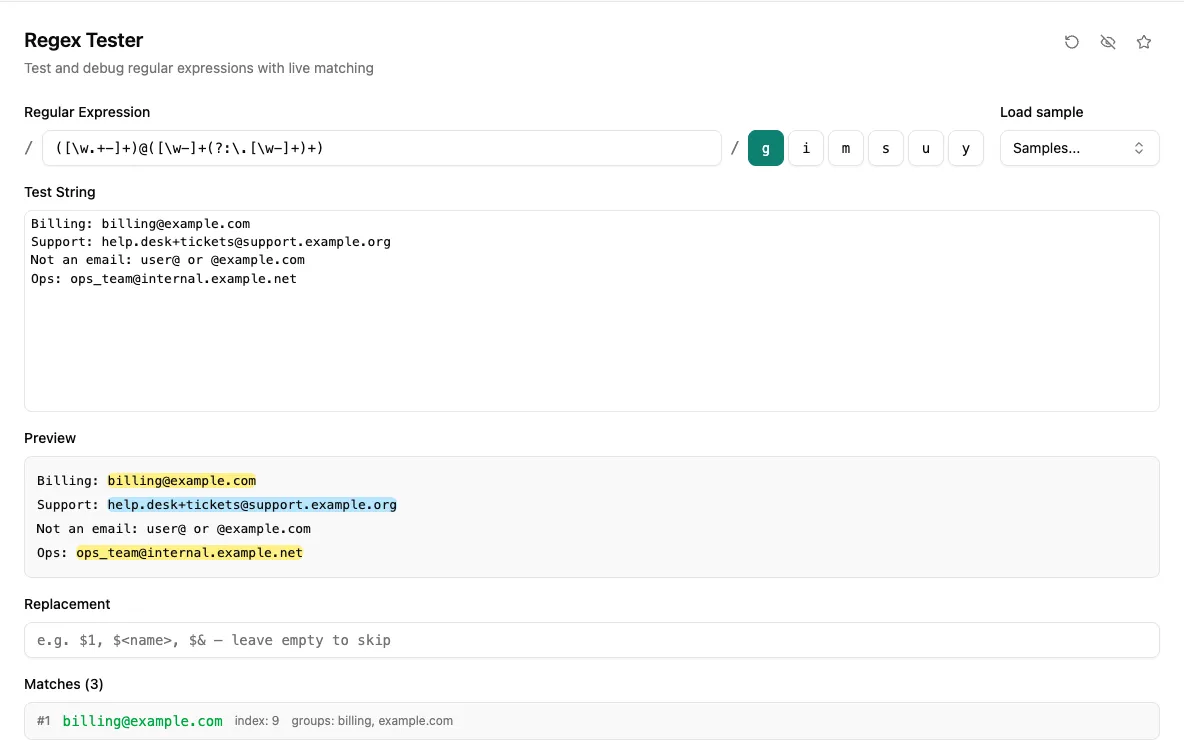 Regex Tester
Test and debug regular expressions with live matching
Regular Expression
Load sample
/ ([\w.+-]+)@([\w-]+(?:\.[\w-]+)+) / g i m s u y Samples...
Test String
Billing: billing@example.com
Support: help.desk+tickets@support.example.org
Not an email: user@ or @example.com
Ops: ops_team@internal.example.net
Preview
Billing: billing@example.com
Support: help.desk+tickets@support.example.org
Not an email: user@ or @example.com
Ops: ops_team@internal.example.net
Replacement
e.g. $1, $<name>, $& — leave empty to skip
Matches (3)
#1 billing@example.com index: 9 groups: billing, example.com